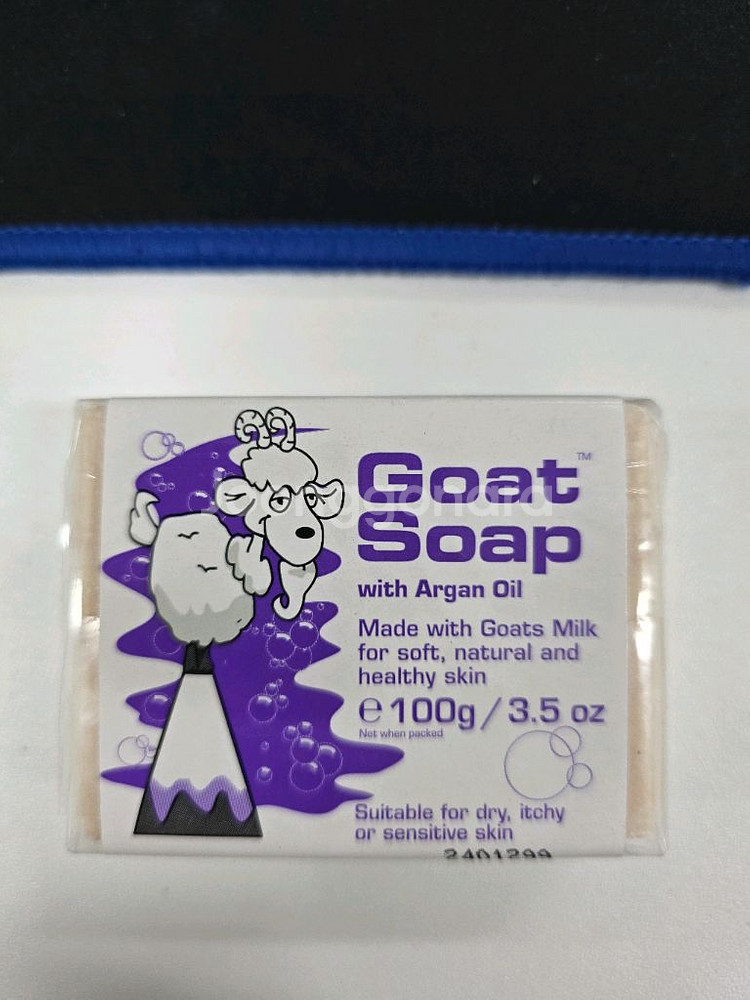 Goat™
Soap
with Argan Oil
Made with Goats Milk
for soft, natural and
healthy skin
℮ 100g / 3.5 oz
Net when packed
Suitable for dry, itchy
or sensitive skin
joonggonara